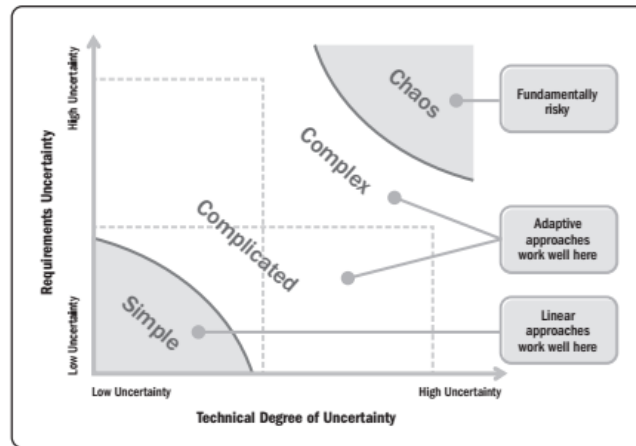 High Uncertainty
Requirements Uncertainty
Low Uncertainty
Chaos
Complex
Complicated
Simple
Fundamentally
risky
Adaptive
approaches
work well here
Linear
approaches
work well here
Low Uncertainty
High Uncertainty
Technical Degree of Uncertainty